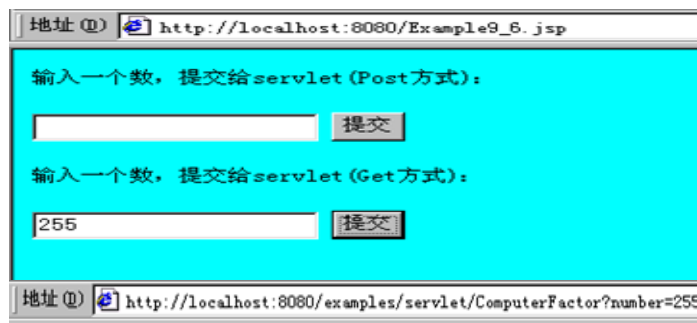 地址(D) http://localhost:8080/Example9_6.jsp
输入一个数，提交给servlet(Post方式)：
提交
输入一个数，提交给servlet(Get方式)：
255 提交
地址(D) http://localhost:8080/examples/servlet/ComputerFactor?number=255